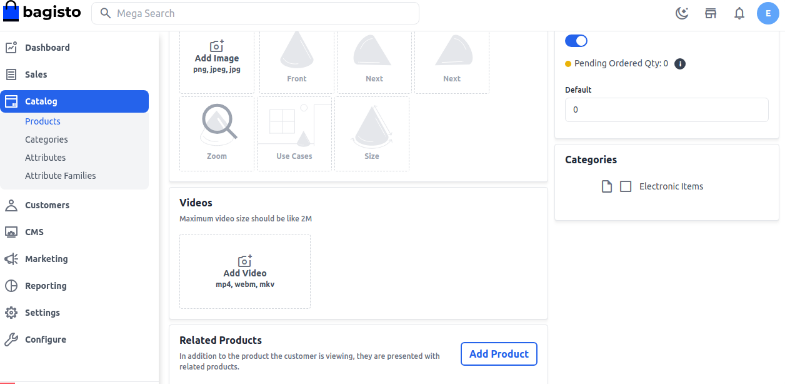 bagisto
Mega Search
E
Dashboard
Sales
Catalog
Products
Categories
Attributes
Attribute Families
Customers
CMS
Marketing
Reporting
Settings
Configure
Add Image
png, jpeg, jpg
Front
Next
Next
Zoom
Use Cases
Size
Videos
Maximum video size should be like 2M
Add Video
mp4, webm, mkv
Related Products
In addition to the product the customer is viewing, they are presented with
related products.
Add Product
Pending Ordered Qty: 0
Default
0
Categories
Electronic Items